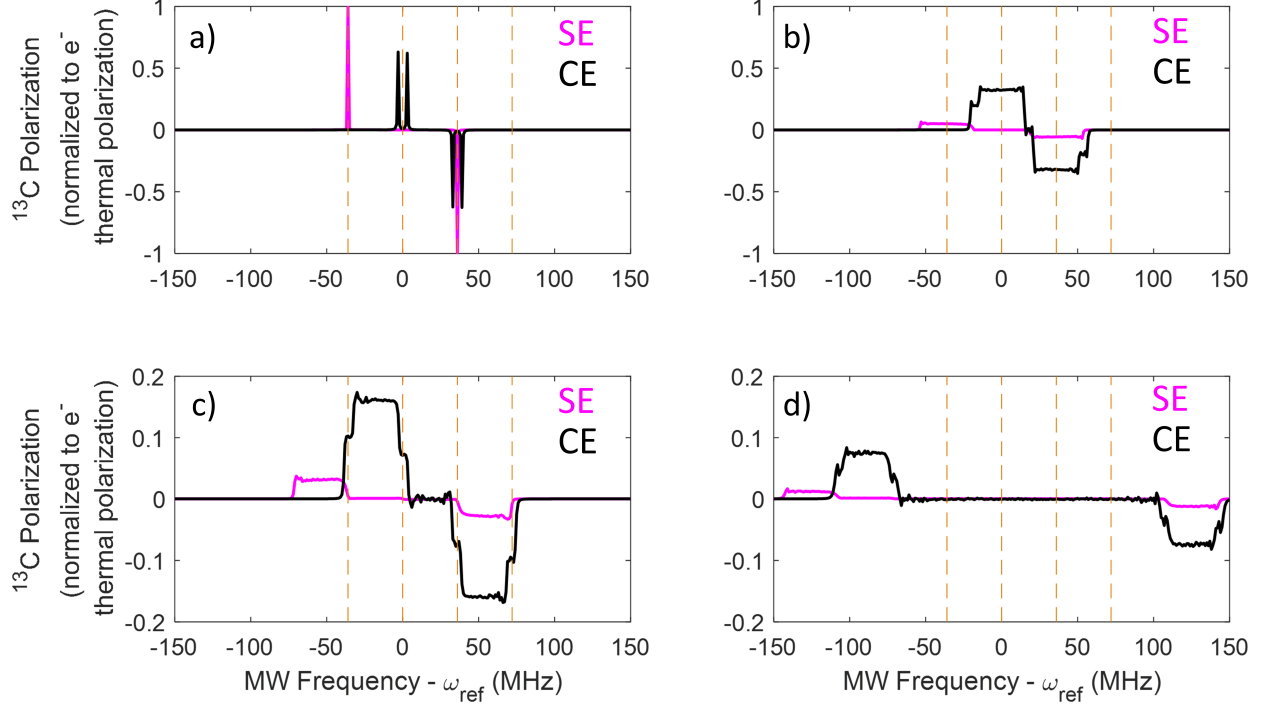 a)
SE
CE
¹³C Polarization
(normalized to e⁻
thermal polarization)
1
0.5
0
-0.5
-1
-150 -100 -50 0 50 100 150
b)
SE
CE
1
0.5
0
-0.5
-1
-150 -100 -50 0 50 100 150
c)
SE
CE
¹³C Polarization
(normalized to e⁻
thermal polarization)
0.2
0.1
0
-0.1
-0.2
-150 -100 -50 0 50 100 150
MW Frequency - ω_ref (MHz)
d)
SE
CE
0.2
0.1
0
-0.1
-0.2
-150 -100 -50 0 50 100 150
MW Frequency - ω_ref (MHz)